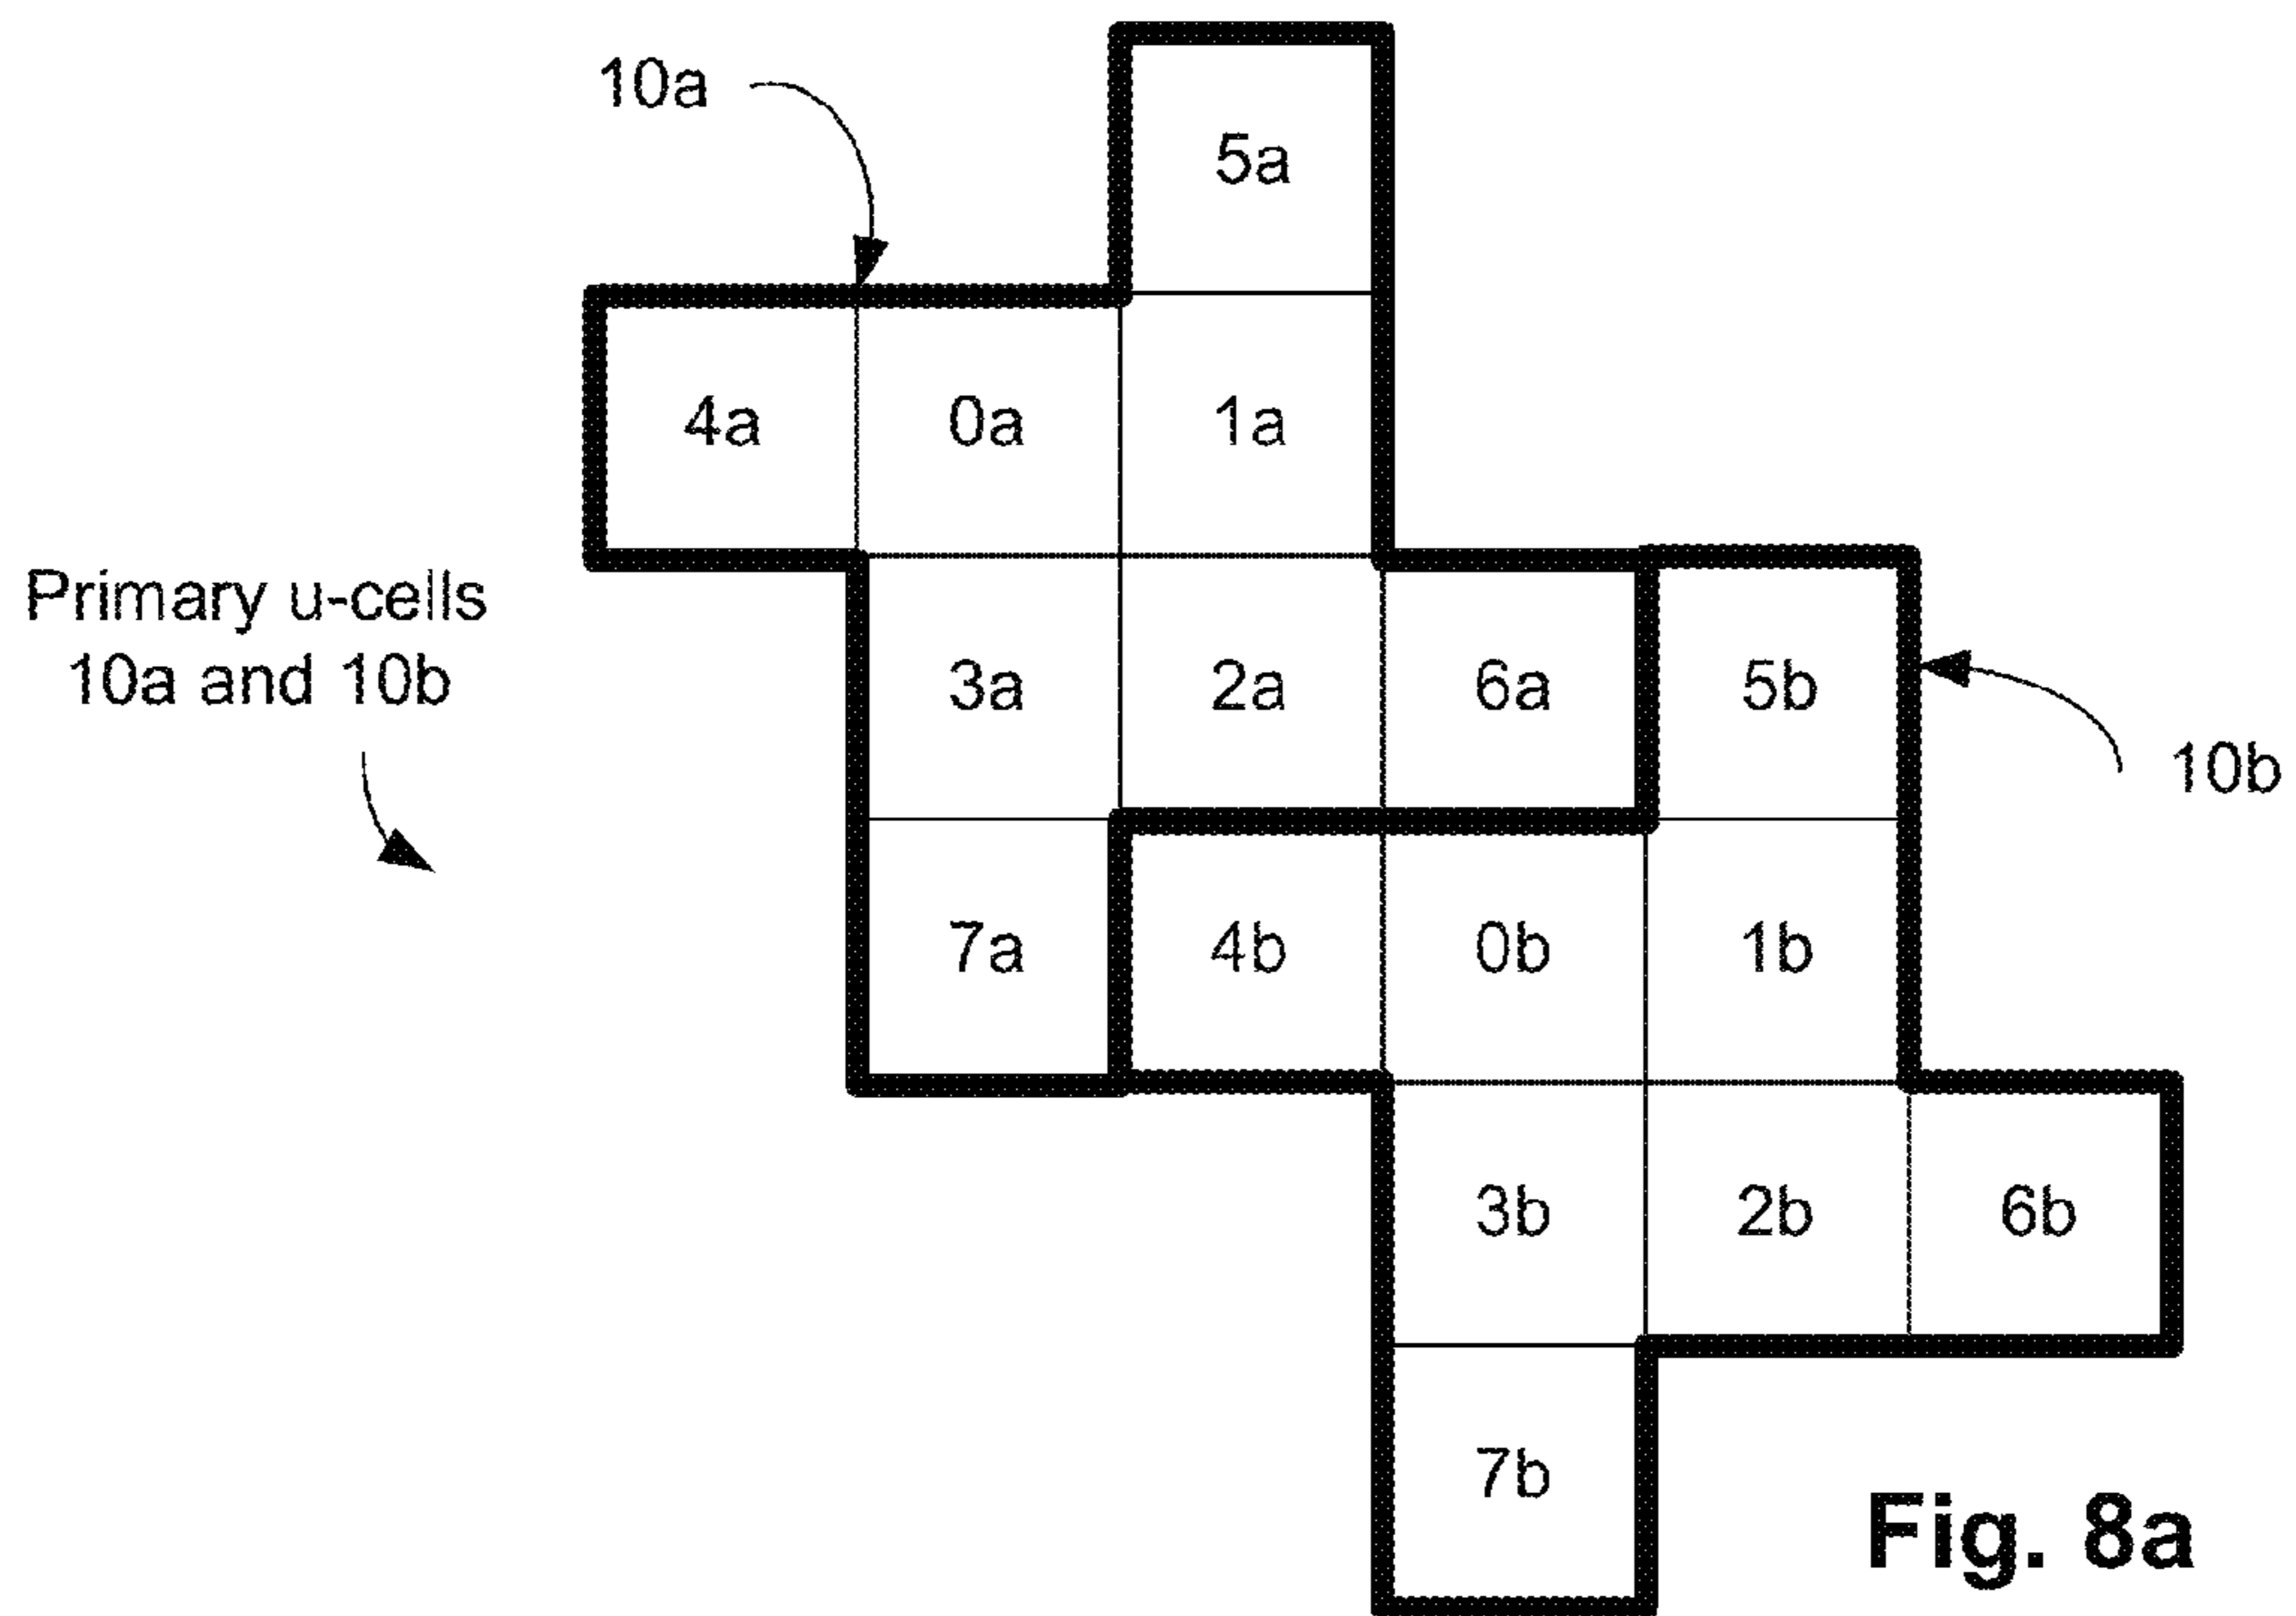 10a
5a
4a 0a 1a
Primary u-cells
10a and 10b
3a 2a 6a 5b
10b
7a 4b 0b 1b
3b 2b 6b
7b
Fig. 8a